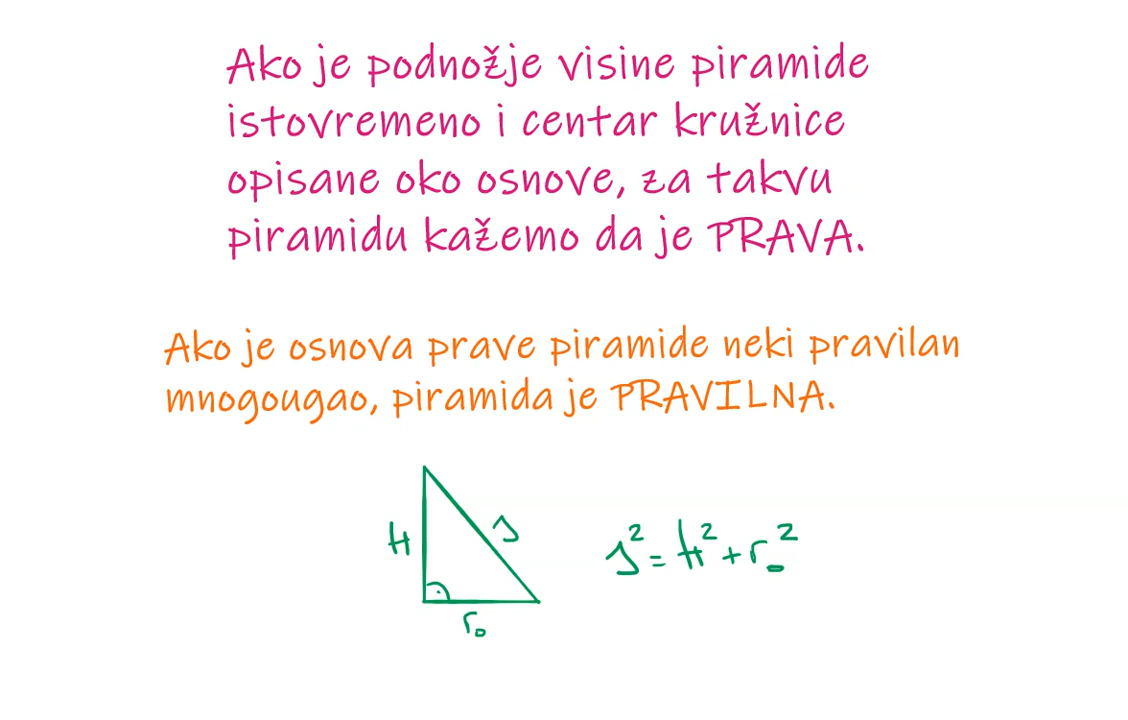 Ako je podnožje visine piramide
istovremeno i centar kružnice
opisane oko osnove, za takvu
piramidu kažemo da je PRAVA.
Ako je osnova prave piramide neki pravilan
mnogougao, piramida je PRAVILNA.
H
s
s² = H² + r₀²
r₀